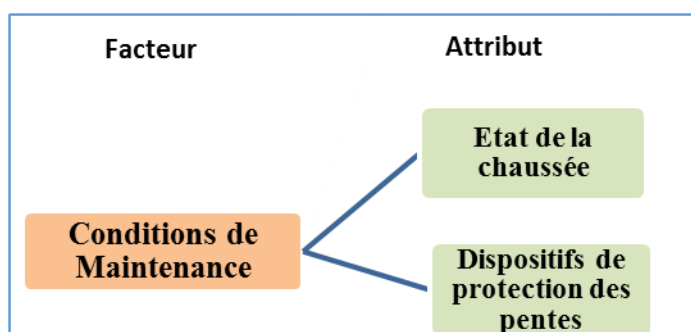 Facteur
Attribut
Etat de la
chaussée
Conditions de
Maintenance
Dispositifs de
protection des
pentes